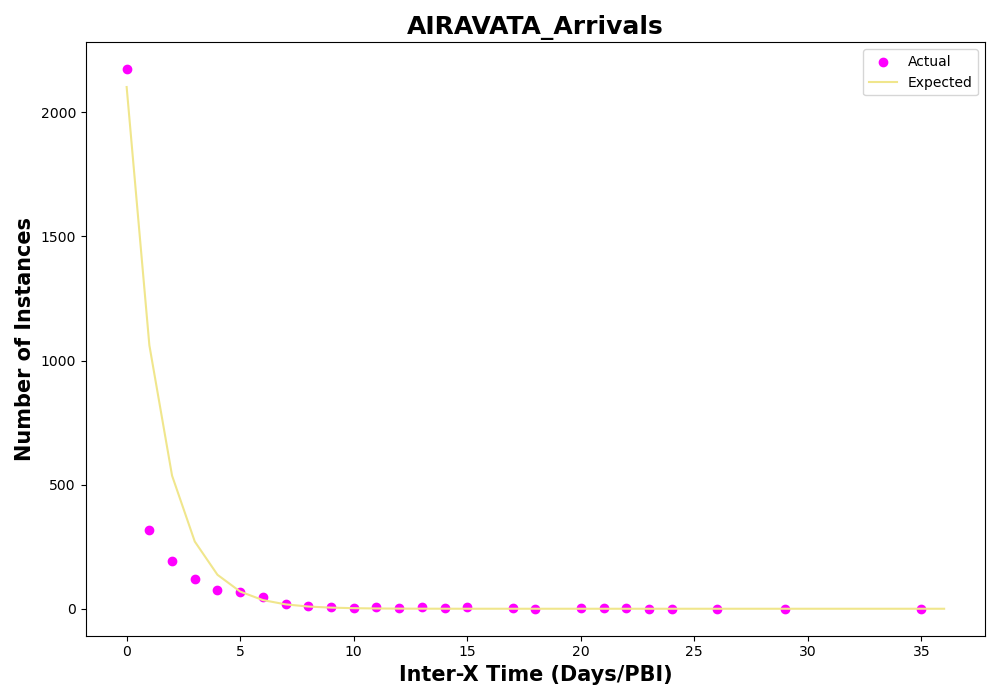 AIRAVATA_Arrivals
Actual
Expected
Number of Instances
2000
1500
1000
500
0
0 5 10 15 20 25 30 35
Inter-X Time (Days/PBI)